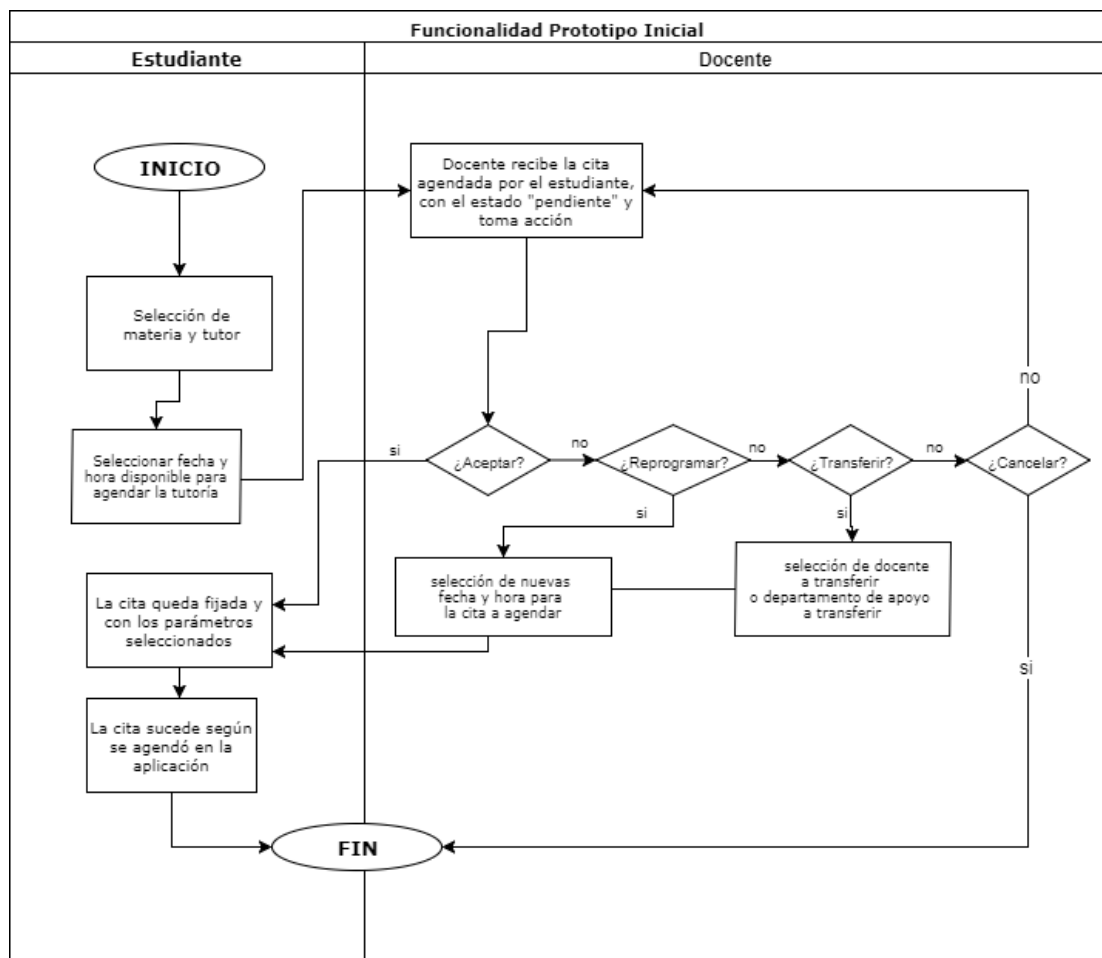 Funcionalidad Prototipo Inicial
Estudiante
Docente
INICIO
Docente recibe la cita
agendada por el estudiante,
con el estado "pendiente" y
toma acción
Selección de
materia y tutor
Seleccionar fecha y
hora disponible para
agendar la tutoría
no
si
¿Aceptar?
no
¿Reprogramar?
no
¿Transferir?
no
¿Cancelar?
si
si
selección de nuevas
fecha y hora para
la cita a agendar
selección de docente
a transferir
o departamento de apoyo
a transferir
La cita queda fijada y
con los parámetros
seleccionados
si
La cita sucede según
se agendó en la
aplicación
FIN